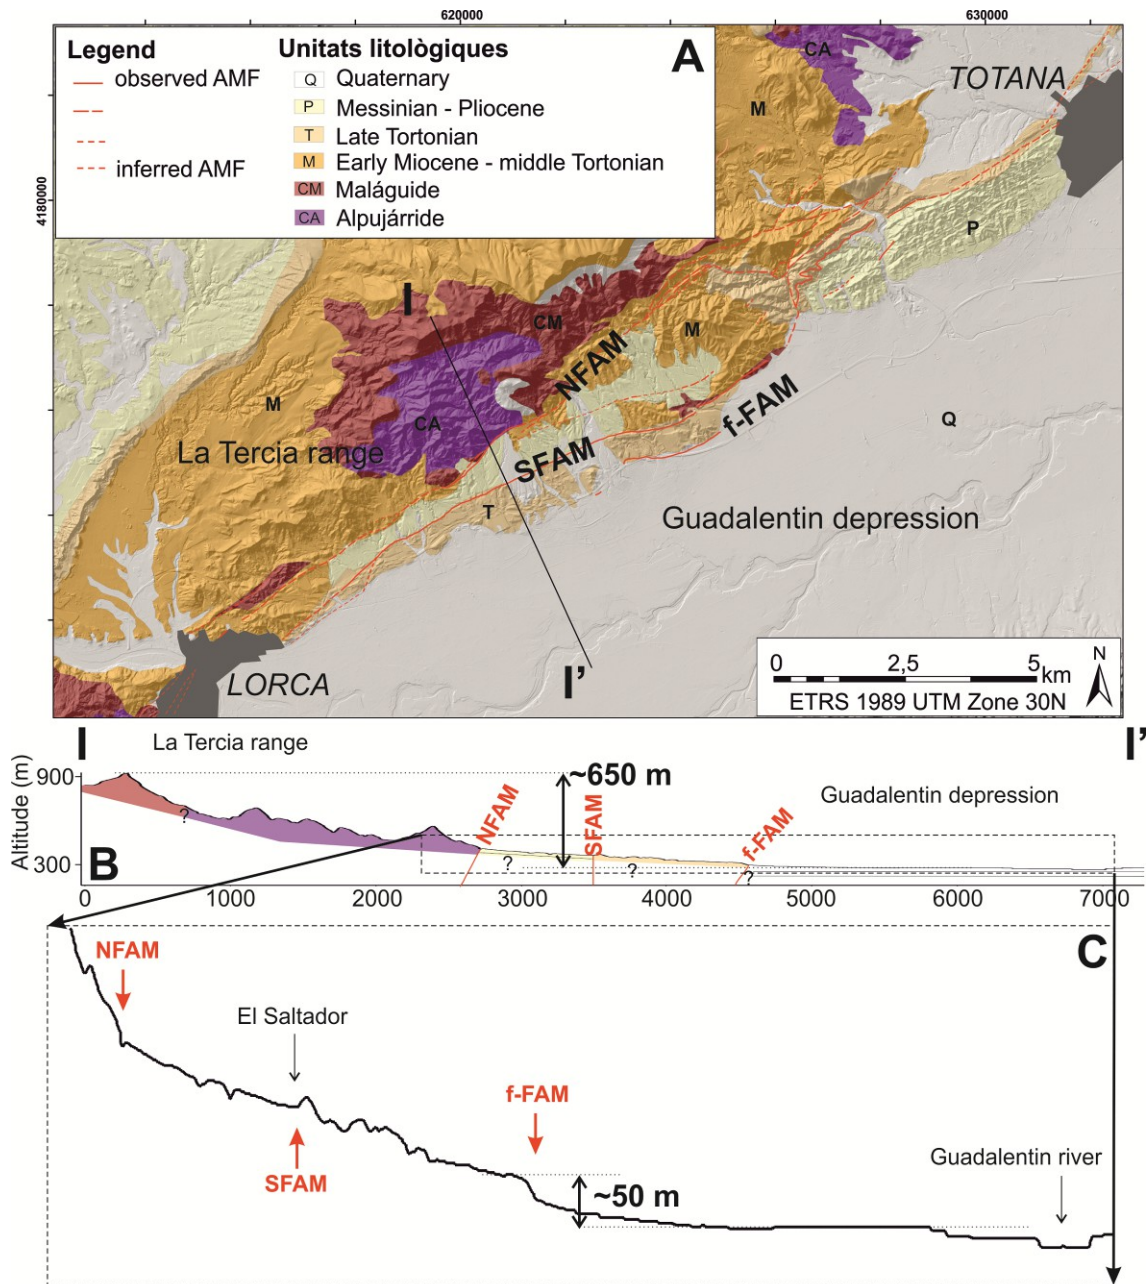 620000
630000
4180000
Legend
observed AMF
inferred AMF
Unitats litològiques
Q Quaternary
P Messinian - Pliocene
T Late Tortonian
M Early Miocene - middle Tortonian
CM Maláguide
CA Alpujárride
A
CA
TOTANA
M
P
I
CM
M
NFAM
M
CA
La Tercia range
f-FAM
Q
SFAM
T
Guadalentin depression
I'
LORCA
0 2,5 5
km
N
ETRS 1989 UTM Zone 30N
I
La Tercia range
I'
Altitude (m)
900
300
~650 m
NFAM
SFAM
f-FAM
Guadalentin depression
?
?
?
?
B
0 1000 2000 3000 4000 5000 6000 7000
C
NFAM
El Saltador
SFAM
f-FAM
~50 m
Guadalentin river